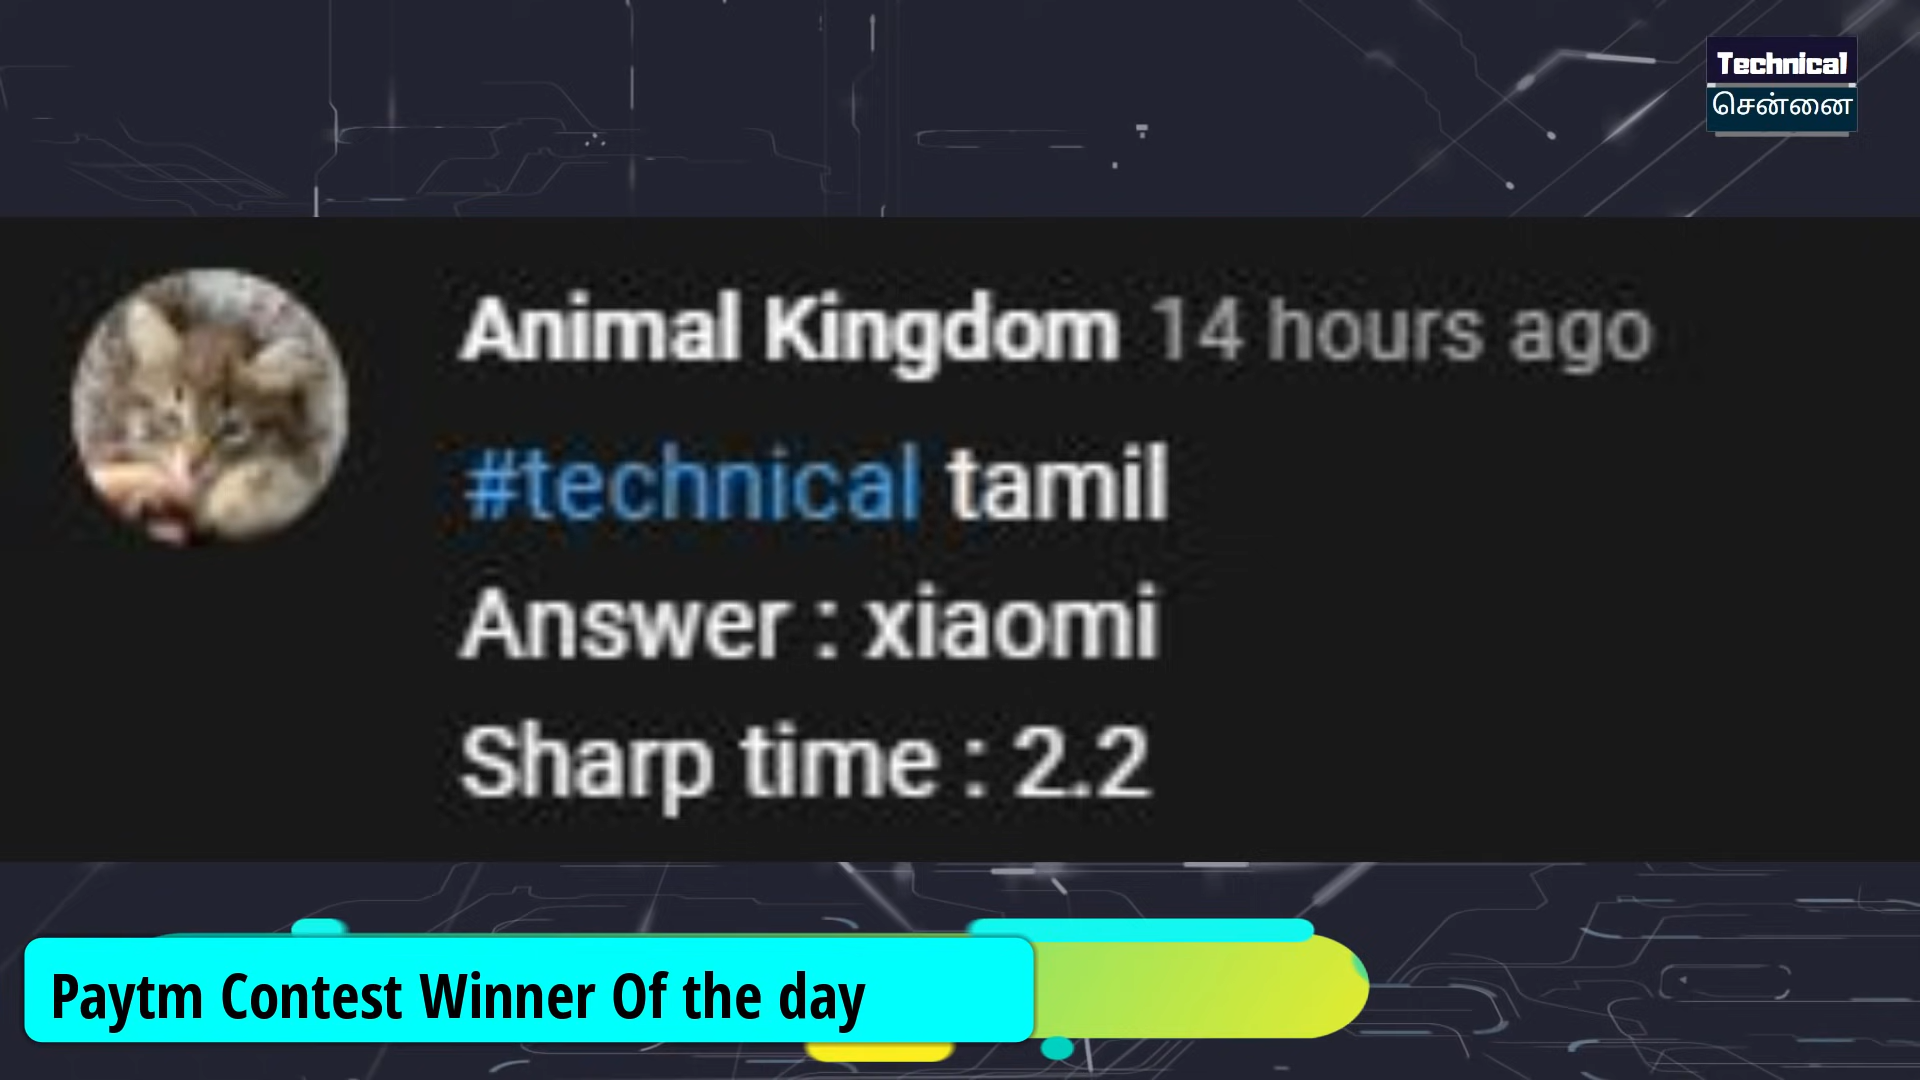 Technical
சென்னை
Animal Kingdom 14 hours ago
#technical tamil
Answer : xiaomi
Sharp time : 2.2
Paytm Contest Winner Of the day